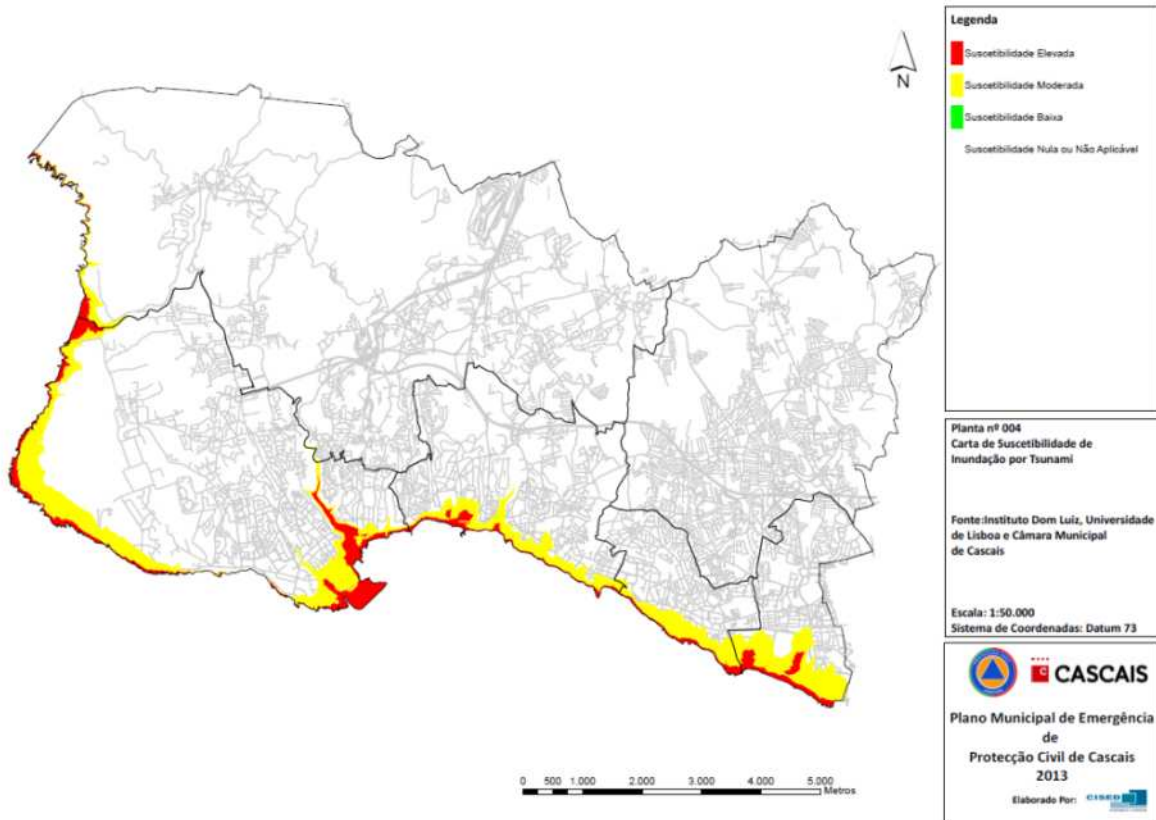 N
0 500 1.000 2.000 3.000 4.000 5.000
Metros
Legenda
Suscetibilidade Elevada
Suscetibilidade Moderada
Suscetibilidade Baixa
Suscetibilidade Nula ou Não Aplicável
Planta nº 004
Carta de Suscetibilidade de
Inundação por Tsunami
Fonte:Instituto Dom Luiz, Universidade
de Lisboa e Câmara Municipal
de Cascais
Escala: 1:50.000
Sistema de Coordenadas: Datum 73
C CASCAIS
Plano Municipal de Emergência
de
Protecção Civil de Cascais
2013
Elaborado Por: CISED